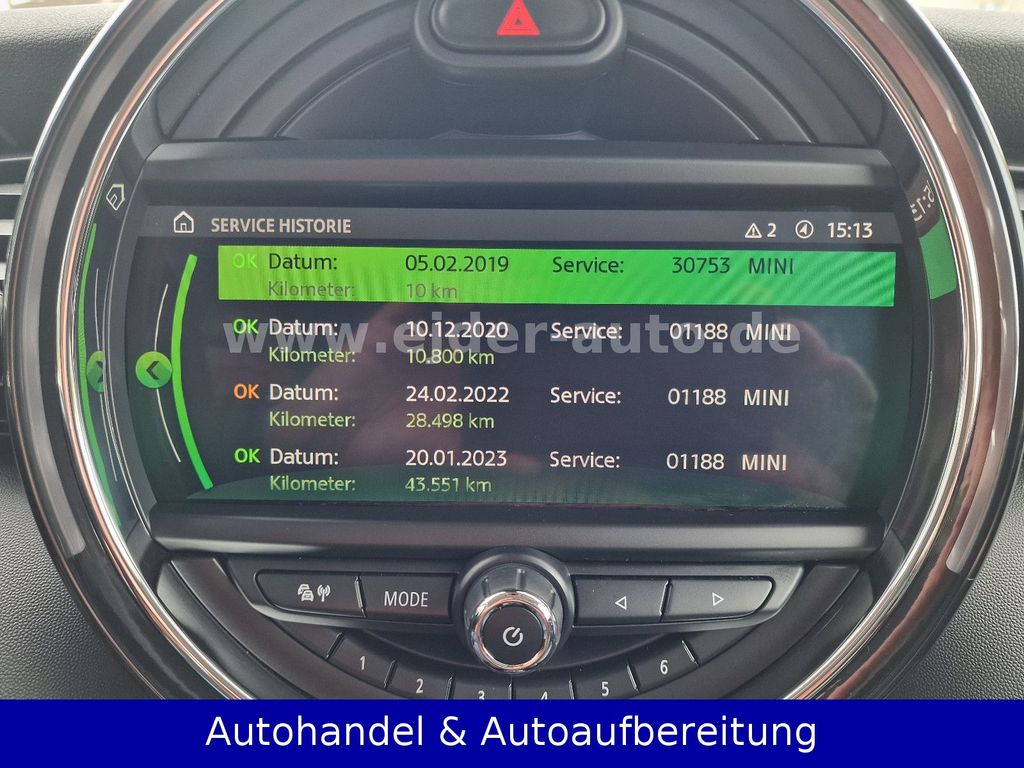 SERVICE HISTORIE 2 15:13
OK Datum: 05.02.2019 Service: 30753 MINI
Kilometer: 10 km
OK Datum: 10.12.2020 Service: 01188 MINI
www.eider-auto.de
Kilometer: 10.800 km
OK Datum: 24.02.2022 Service: 01188 MINI
Kilometer: 28.498 km
OK Datum: 20.01.2023 Service: 01188 MINI
Kilometer: 43.551 km
MODE
1 2 3 4 5 6
Autohandel & Autoaufbereitung